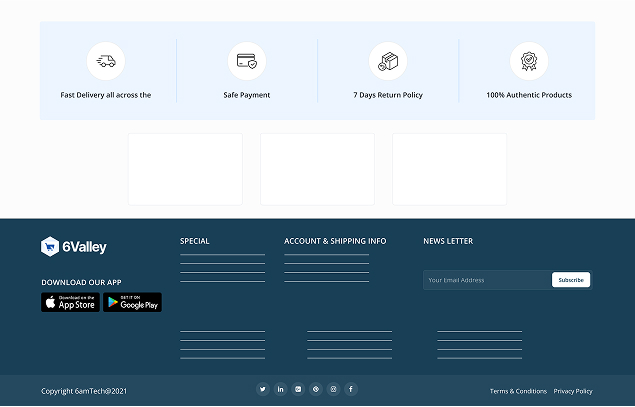 Fast Delivery all across the
Safe Payment
7 Days Return Policy
100% Authentic Products
6Valley
SPECIAL
ACCOUNT & SHIPPING INFO
NEWS LETTER
DOWNLOAD OUR APP
Download on the
App Store
GET IT ON
Google Play
Your Email Address
Subscribe
Copyright 6amTech@2021
Terms & Conditions
Privacy Policy